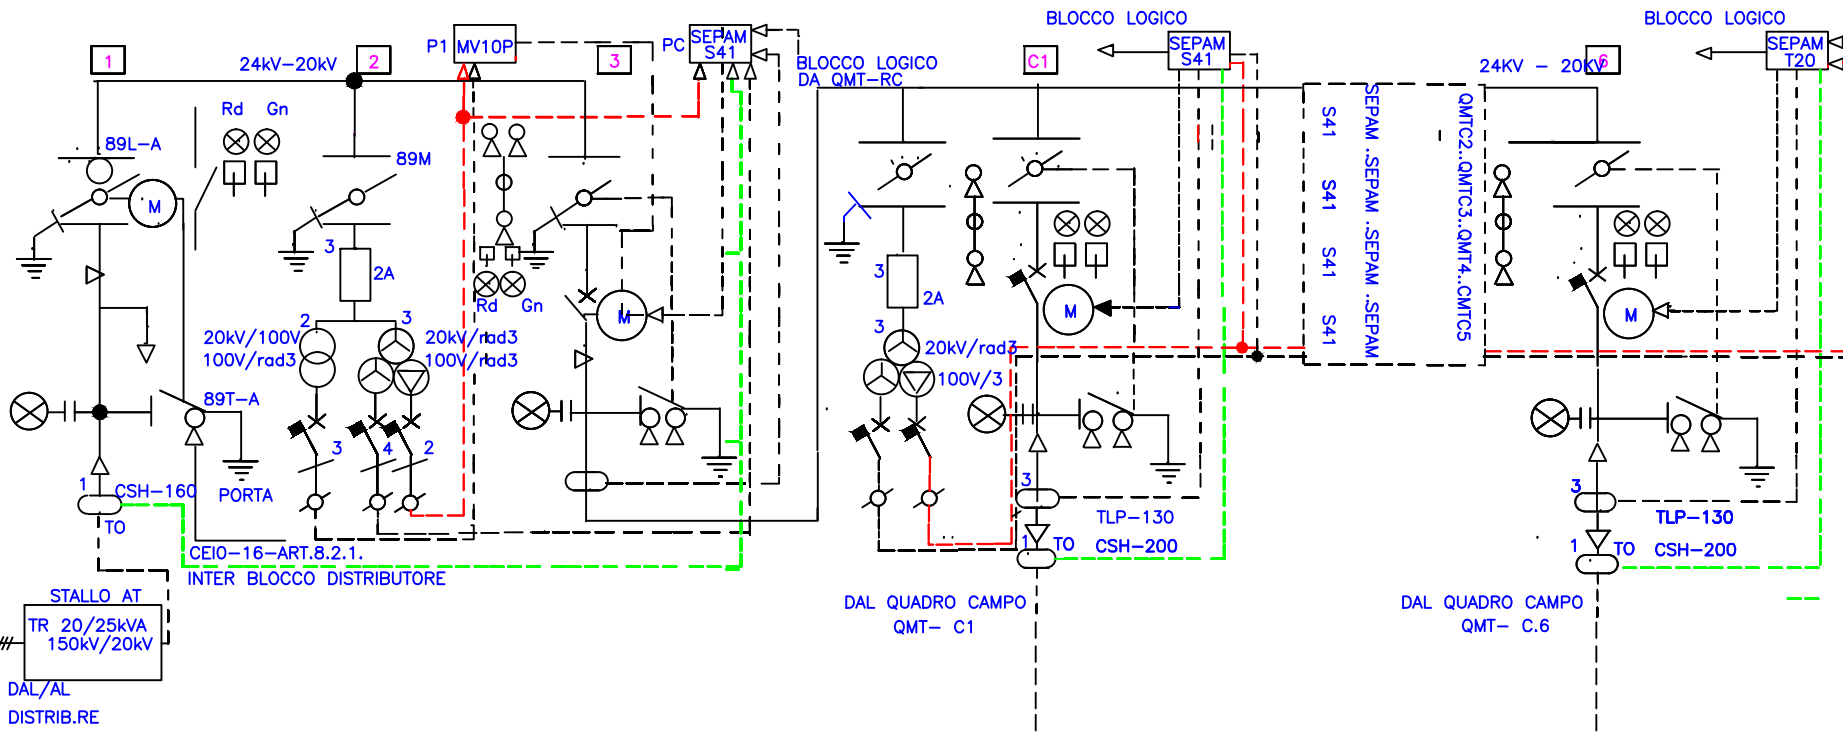 BLOCCO LOGICO
BLOCCO LOGICO
1
24kV-20kV
2
P1
MV10P
3
PC
SEPAM
S41
BLOCCO LOGICO
DA QMT-RC
C1
SEPAM
S41
24KV - 20KV
6
SEPAM
T20
Rd Gn
89L-A
89M
M
3
2A
Rd Gn
M
2
20kV/100V
100V/rad3
3
20kV/rad3
100V/rad3
3
2A
3
20kV/rad3
100V/3
M
S41 S41 S41 S41
SEPAM .SEPAM .SEPAM .SEPAM
QMTC2..QMTC3..QMT4..CMTC5
M
89T-A
3
4
2
1
CSH-160
TO
PORTA
3
TLP-130
1
TO
CSH-200
3
TLP-130
1
TO
CSH-200
CEI0-16-ART.8.2.1.
INTER BLOCCO DISTRIBUTORE
STALLO AT
TR 20/25kVA
150kV/20kV
DAL/AL
DISTRIB.RE
DAL QUADRO CAMPO
QMT- C1
DAL QUADRO CAMPO
QMT- C.6